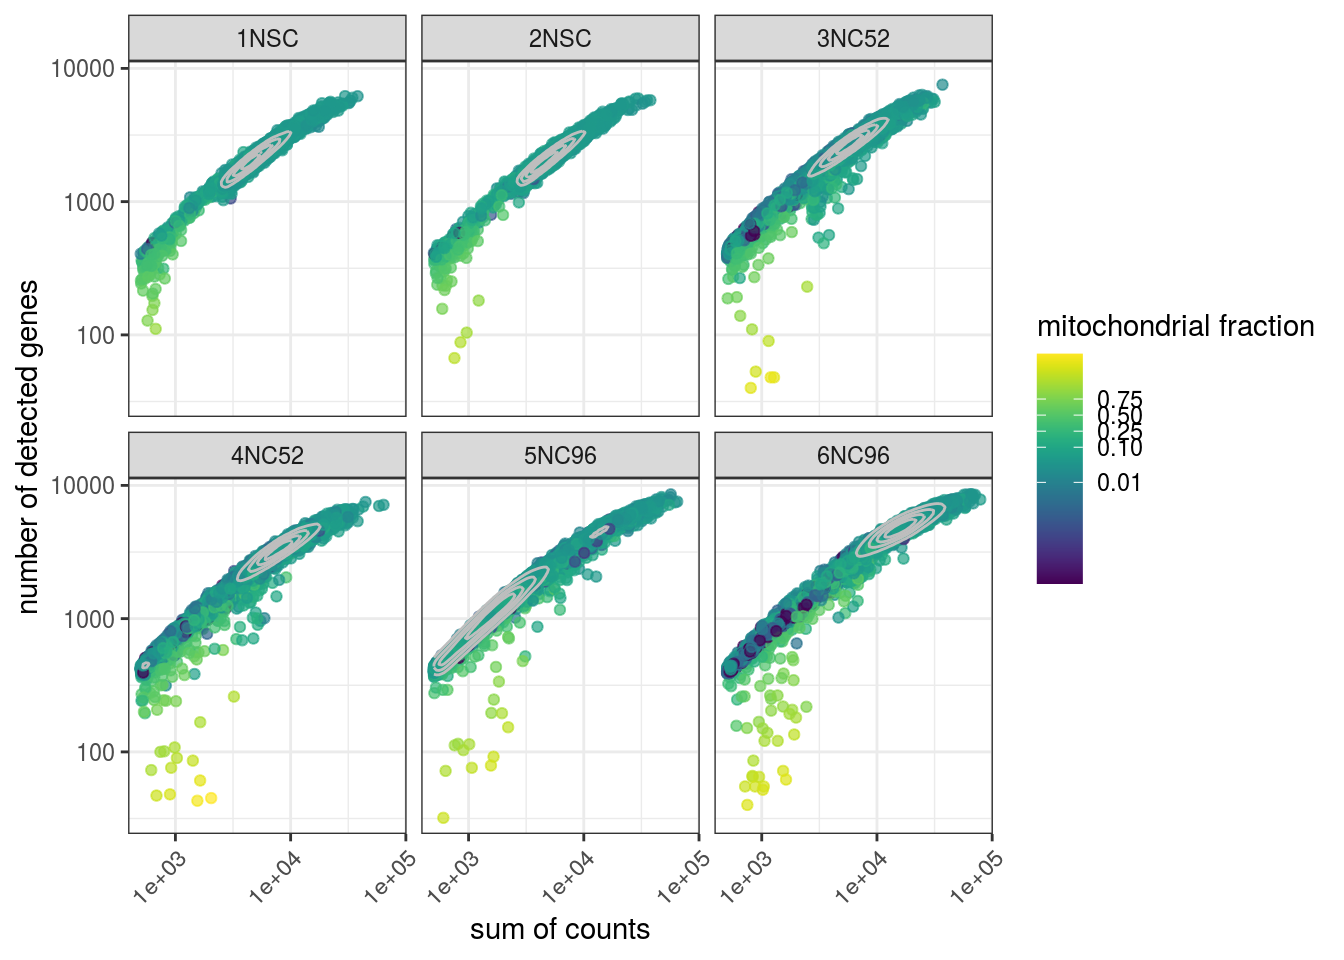 1NSC 2NSC 3NC52
10000
1000
100
4NC52 5NC96 6NC96
10000
1000
100
number of detected genes
1e+03 1e+04 1e+05 1e+03 1e+04 1e+05 1e+03 1e+04 1e+05
sum of counts
mitochondrial fraction
0.75
0.50
0.25
0.10
0.01